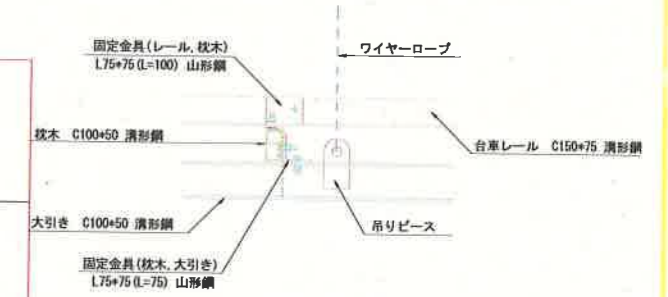 固定金具(レール,枕木)
L75*75(L=100) 山形鋼
ワイヤーロープ
枕木 C100*50 溝形鋼
台車レール C150*75 溝形鋼
大引き C100*50 溝形鋼
吊りピース
固定金具(枕木,大引き)
L75*75(L=75) 山形鋼